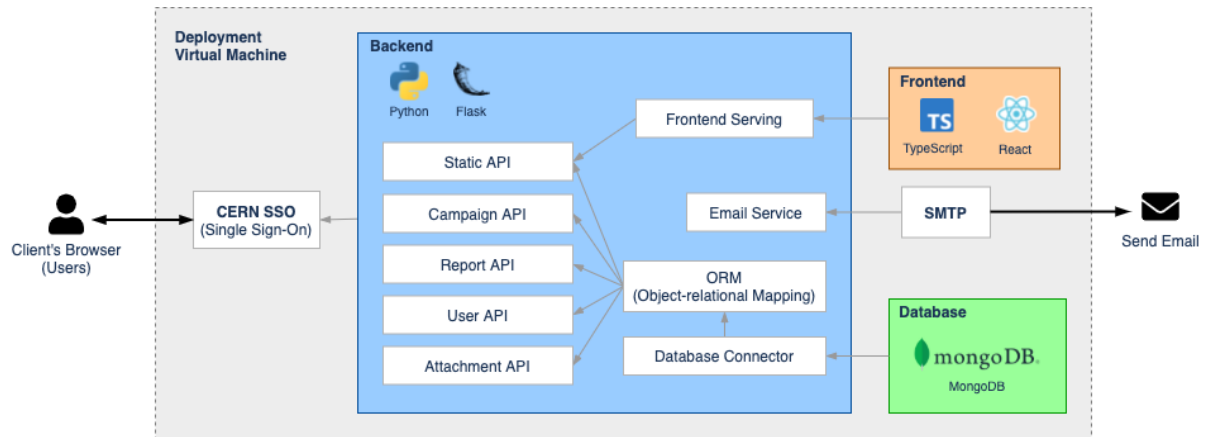 Deployment
Virtual Machine
Backend
Python
Flask
Frontend Serving
Static API
Campaign API
Email Service
Report API
ORM
(Object-relational Mapping)
User API
Database Connector
Attachment API
Frontend
TS
TypeScript
React
CERN SSO
(Single Sign-On)
Client's Browser
(Users)
SMTP
Send Email
Database
mongoDB.
MongoDB